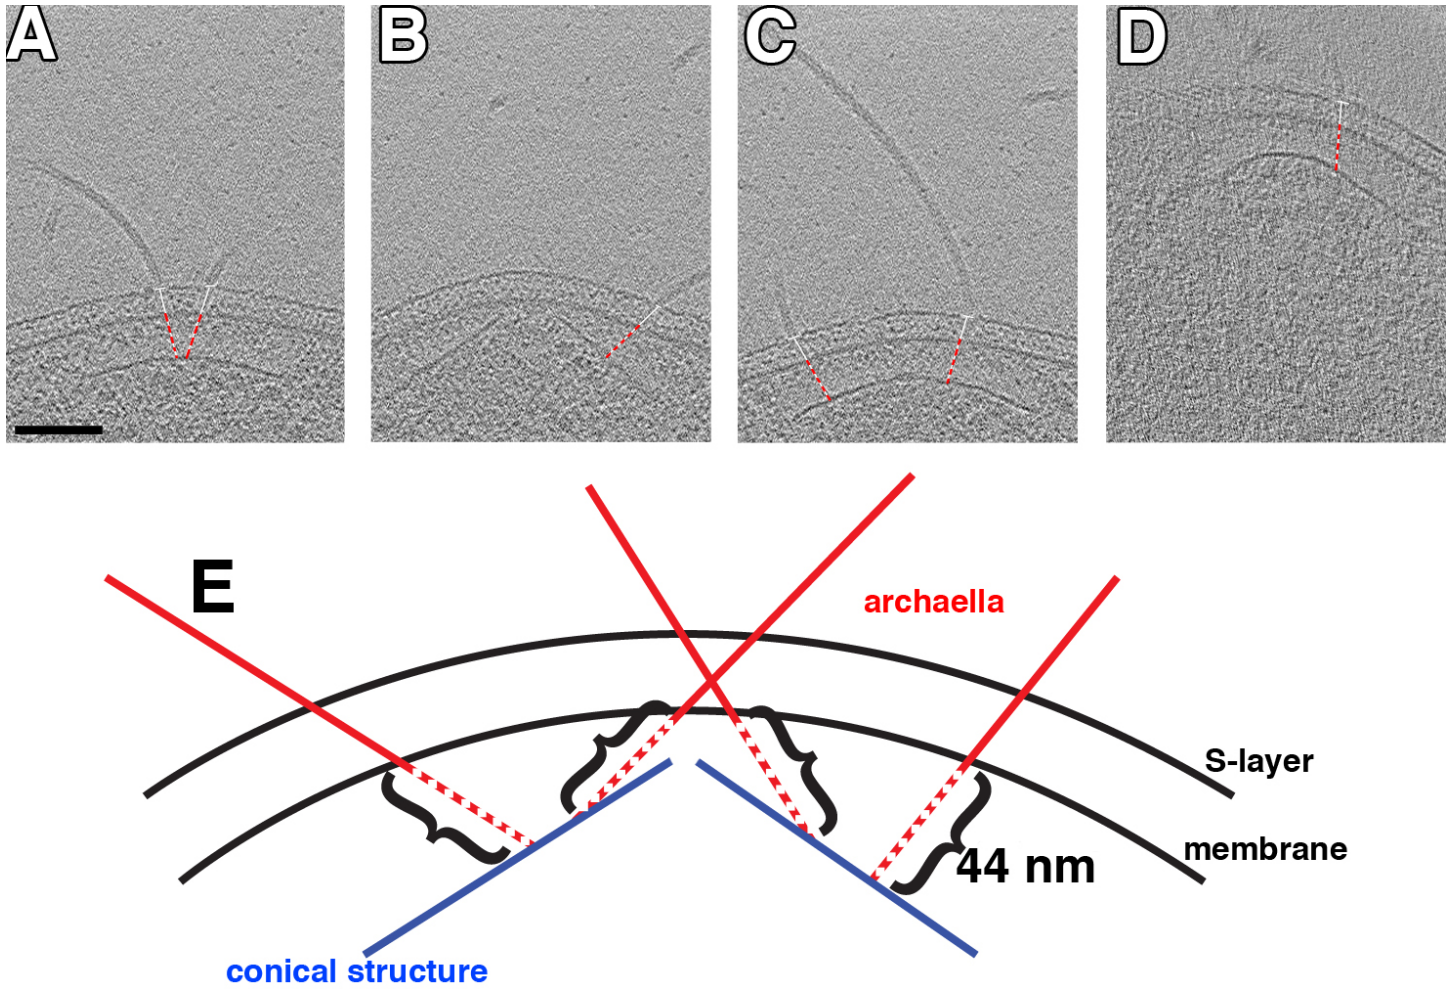 A
B
C
D
E
archaella
S-layer
membrane
44 nm
conical structure